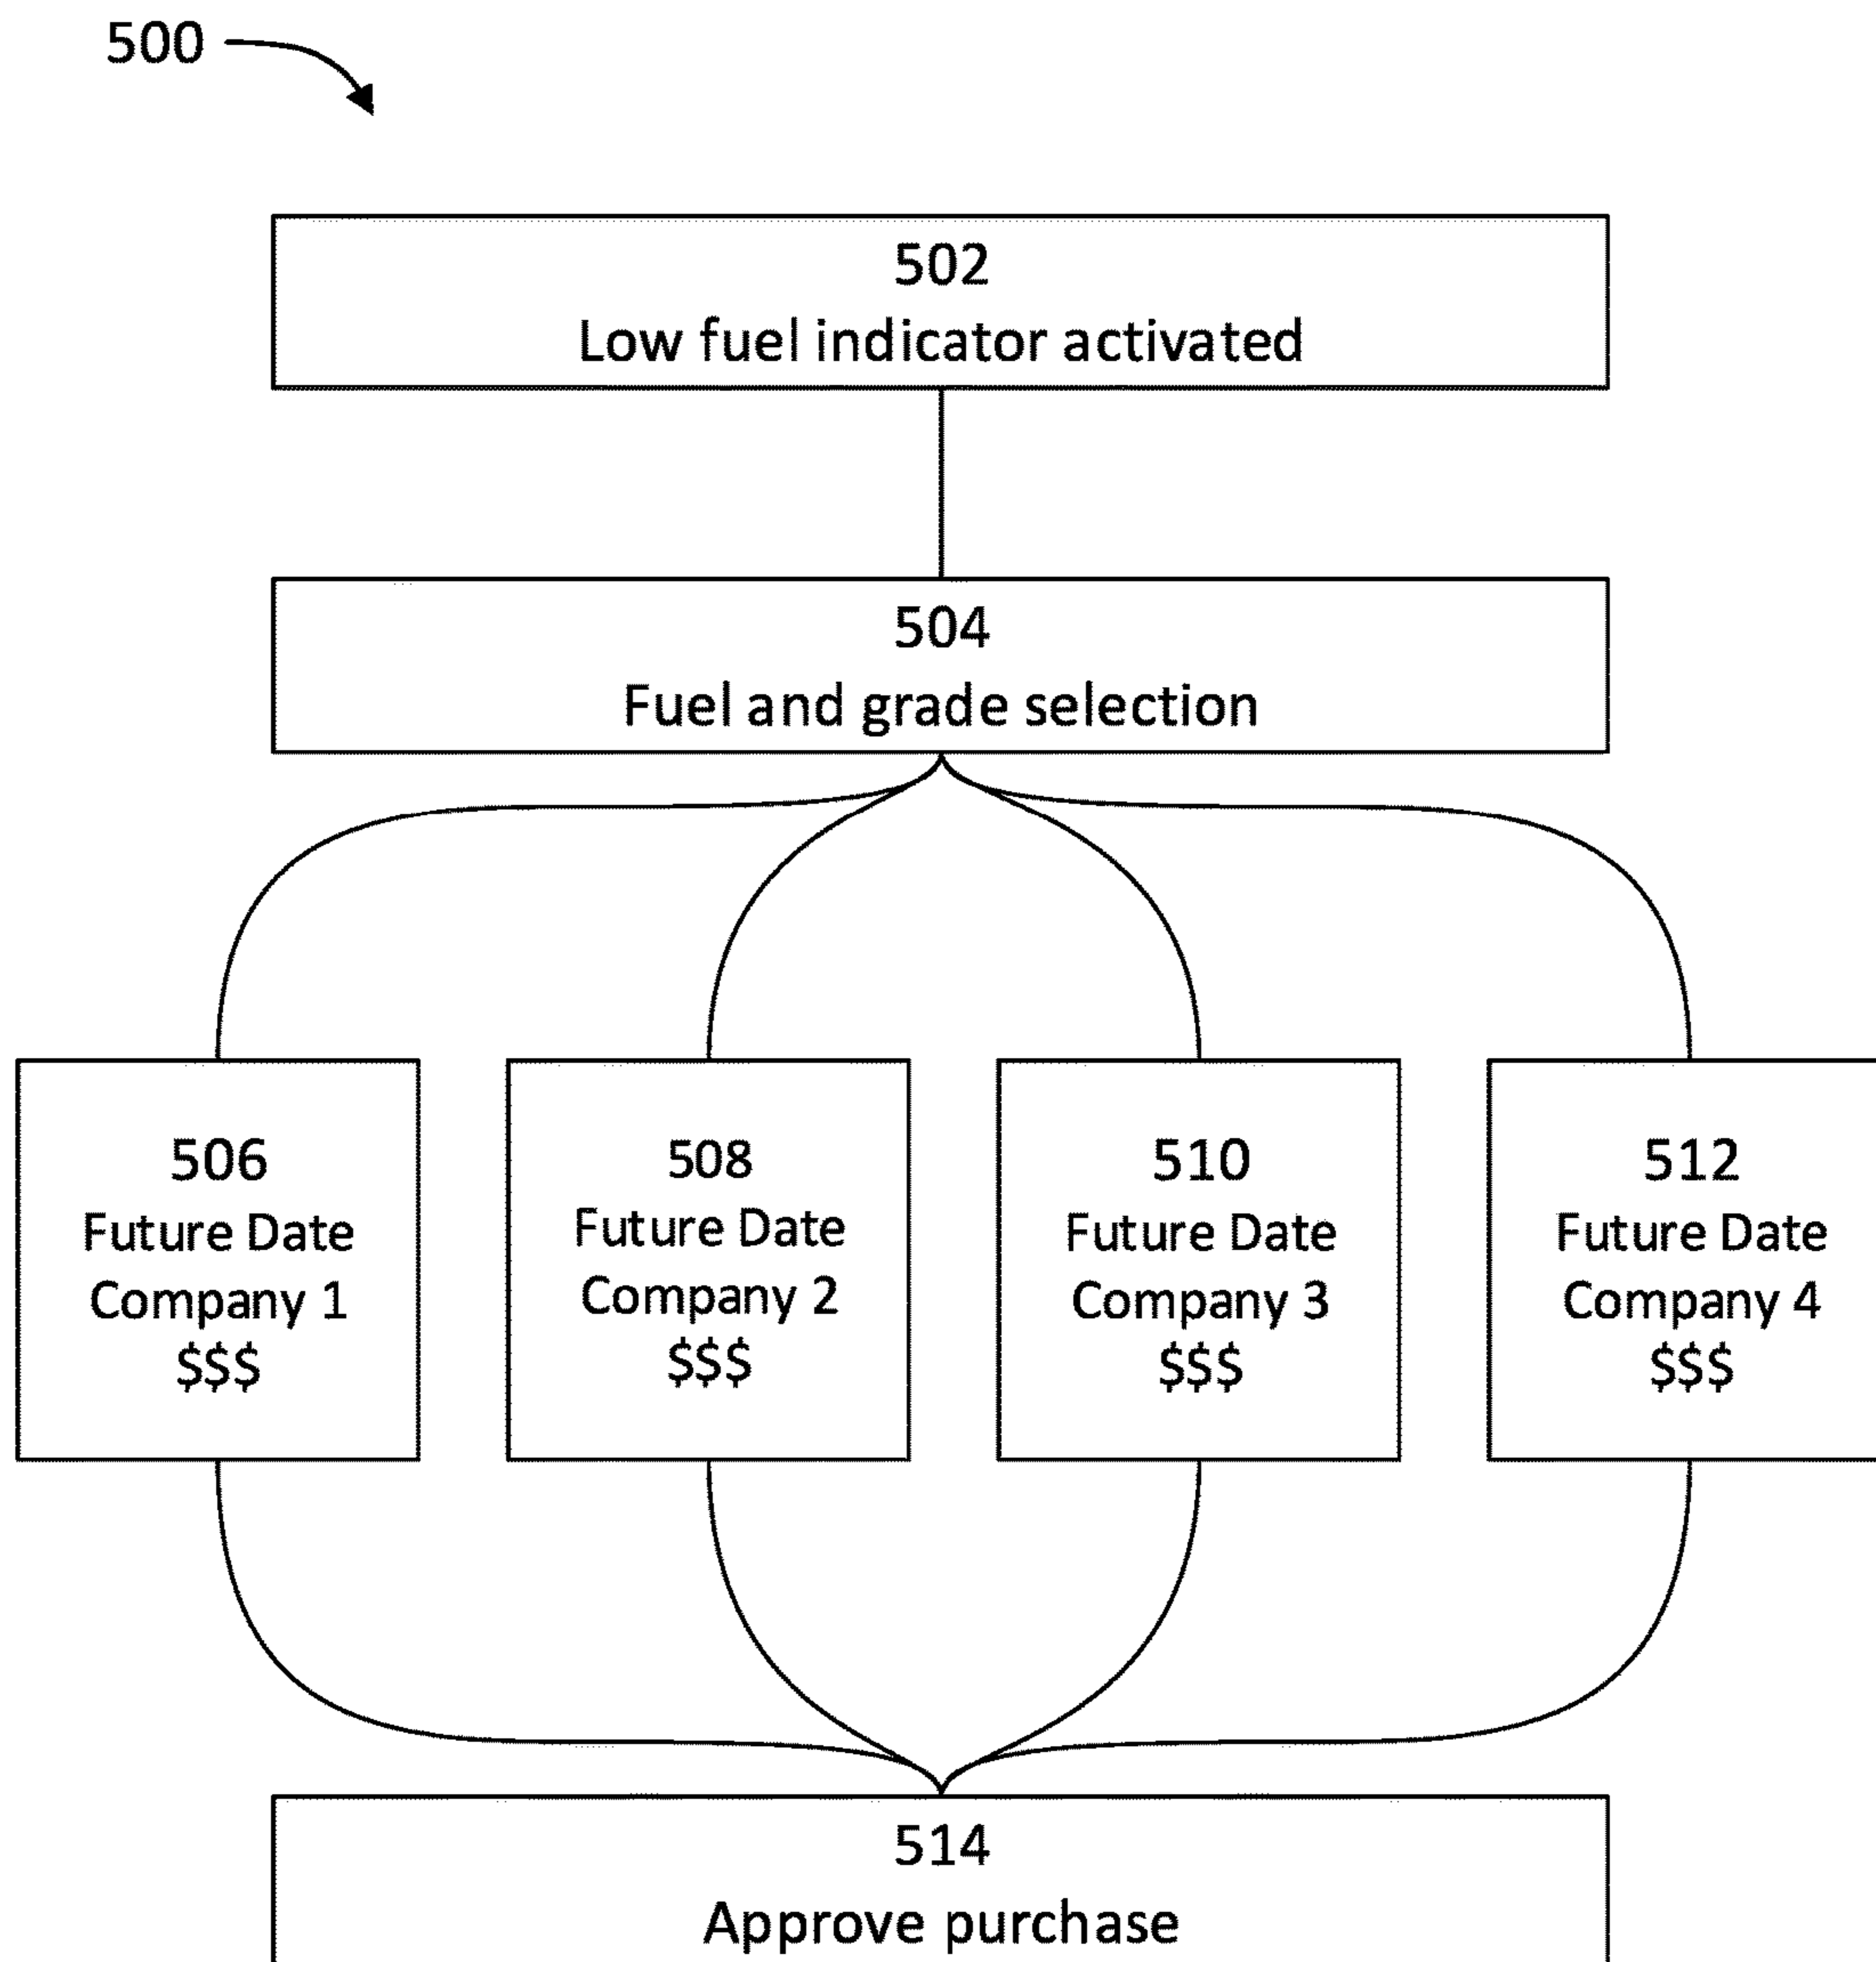 500
502
Low fuel indicator activated
504
Fuel and grade selection
506
Future Date
Company 1
$$$
508
Future Date
Company 2
$$$
510
Future Date
Company 3
$$$
512
Future Date
Company 4
$$$
514
Approve purchase